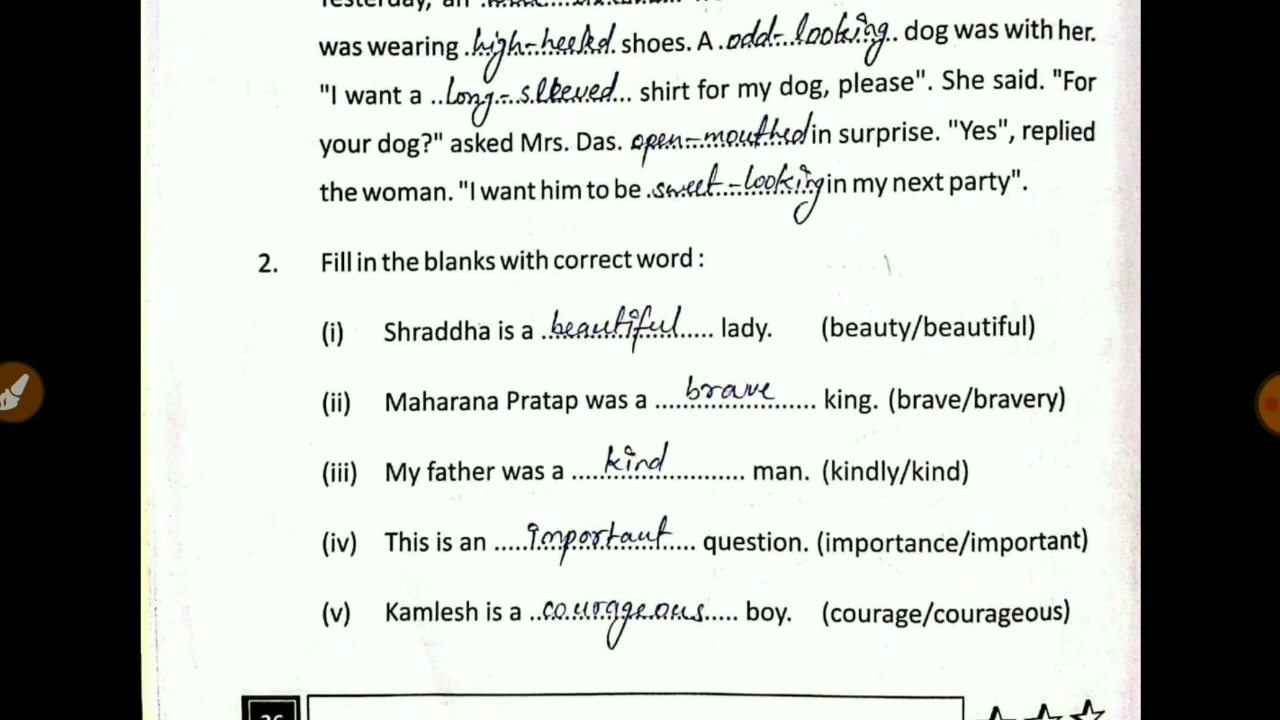 Yesterday, an
was wearing high-heeled shoes. A odd-looking dog was with her.
"I want a long-sleeved shirt for my dog, please". She said. "For
your dog?" asked Mrs. Das. open-mouthed in surprise. "Yes", replied
the woman. "I want him to be sweet-looking in my next party".
2. Fill in the blanks with correct word :
(i) Shraddha is a beautiful lady. (beauty/beautiful)
(ii) Maharana Pratap was a brave king. (brave/bravery)
(iii) My father was a kind man. (kindly/kind)
(iv) This is an important question. (importance/important)
(v) Kamlesh is a courageous boy. (courage/courageous)
26